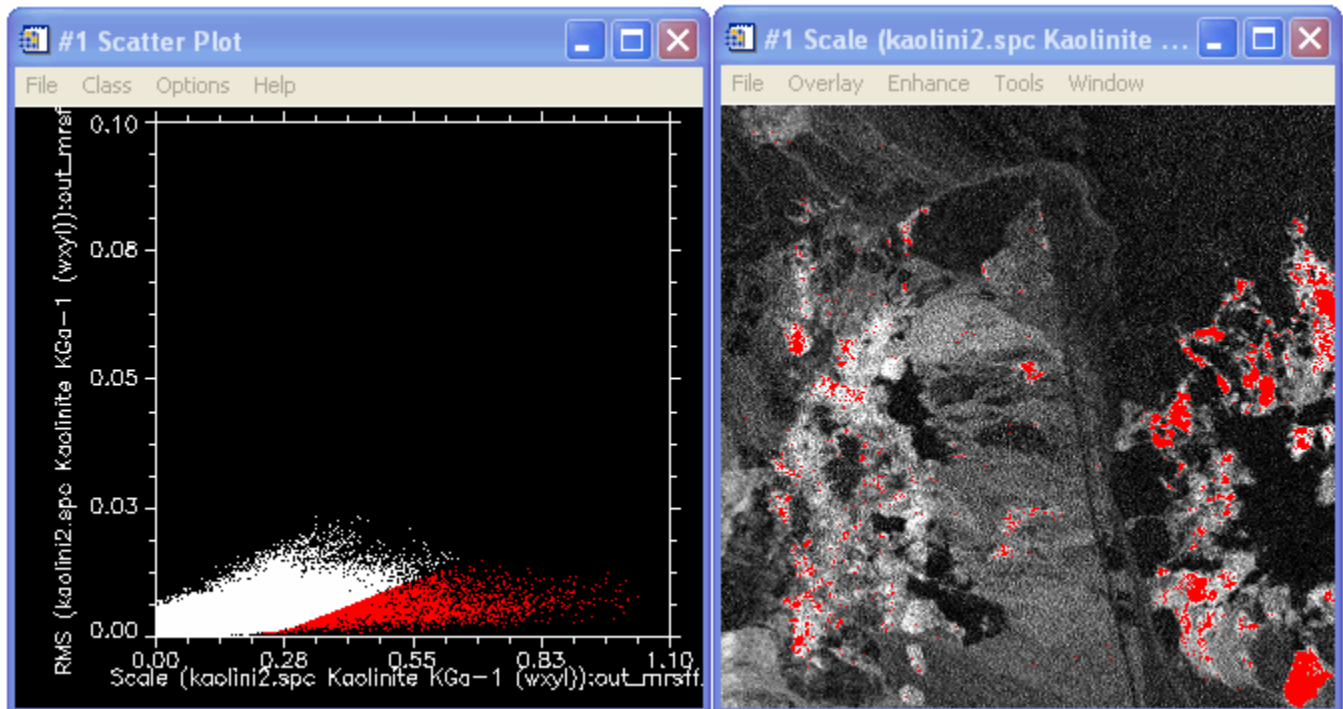 #1 Scatter Plot
File Class Options Help
RMS (kaolini2.spc Kaolinite KGa-1 (wxyl)):out_mrsff
0.10
0.08
0.05
0.03
0.00
0.00 0.28 0.55 0.83 1.10
Scale (kaolini2.spc Kaolinite KGa-1 (wxyl)):out_mrsff.
#1 Scale (kaolini2.spc Kaolinite ...
File Overlay Enhance Tools Window